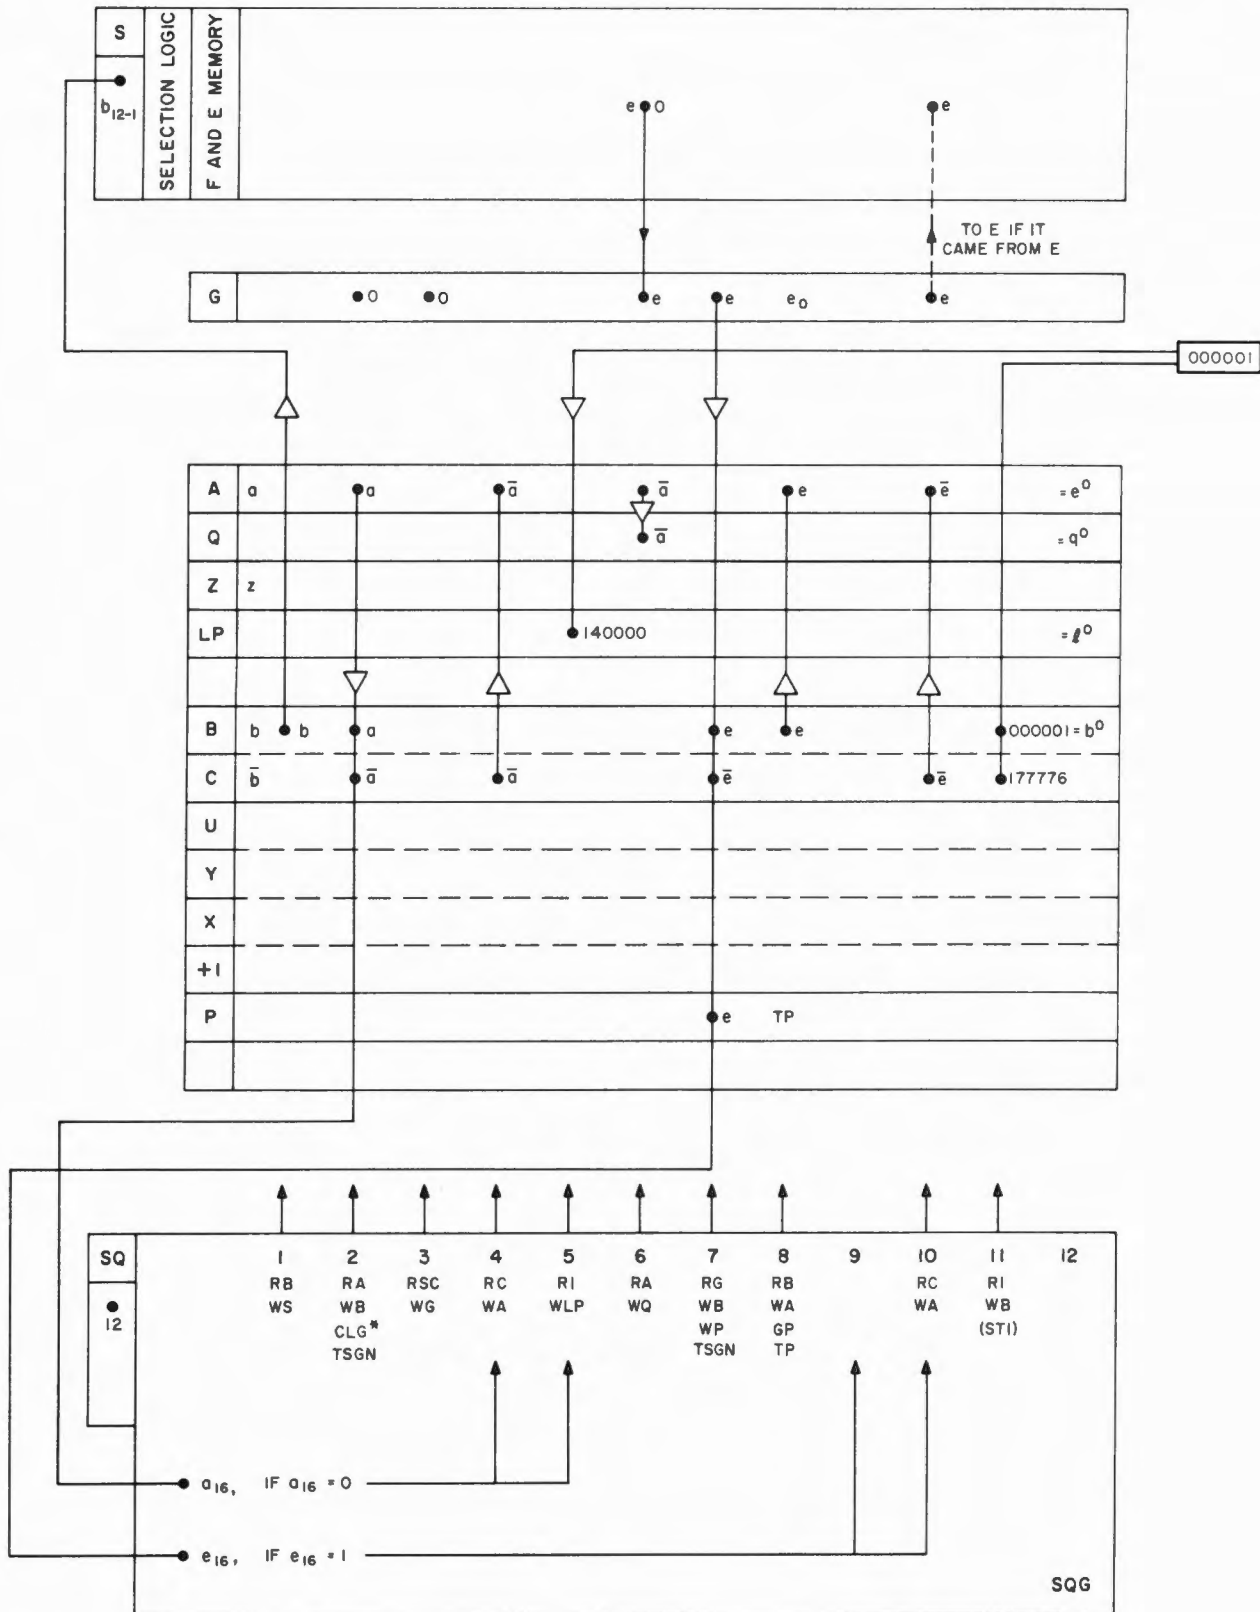 S
b₁₂₋₁
SELECTION LOGIC
F AND E MEMORY
e 0 e
TO E IF IT
CAME FROM E
G 0 0 e e e₀ e
000001
A a a a̅ a̅ e e̅ = e⁰
Q a̅ = q⁰
Z z
LP 140000 = ℓ⁰
B b b a e e 000001 = b⁰
C b̅ a̅ a̅ e̅ e̅ 177776
U
Y
X
+1
P e TP
SQ 1 2 3 4 5 6 7 8 9 10 11 12
RB RA RSC RC RI RA RG RB RC RI
WS WB WG WA WLP WQ WB WA WA WB
12 CLG* WP GP (STI)
TSGN TSGN TP
a₁₆, IF a₁₆ = 0
e₁₆, IF e₁₆ = 1
SQG